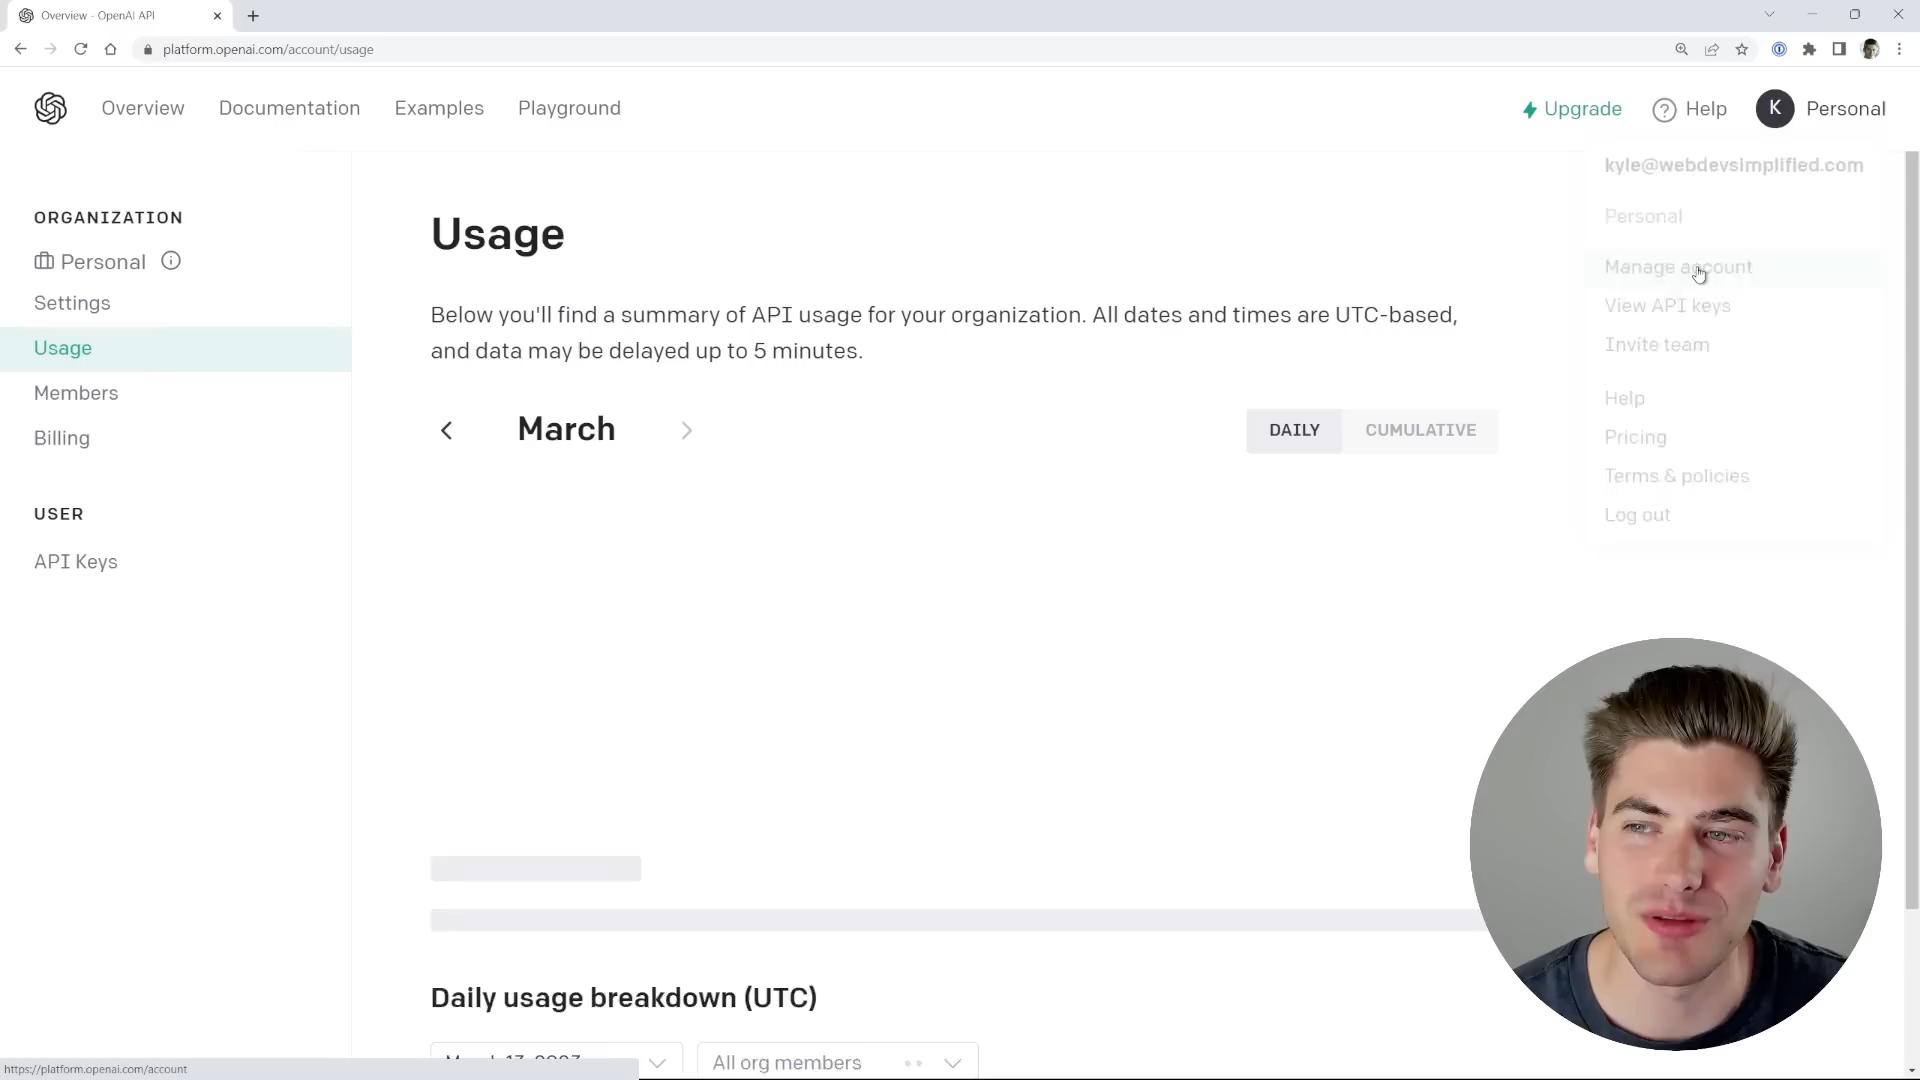 Overview - OpenAI API
platform.openai.com/account/usage
Overview
Documentation
Examples
Playground
Upgrade
Help
K
Personal
kyle@webdevsimplified.com
Personal
Manage account
View API keys
Invite team
Help
Pricing
Terms & policies
Log out
ORGANIZATION
Personal
Settings
Usage
Members
Billing
USER
API Keys
Usage
Below you'll find a summary of API usage for your organization. All dates and times are UTC-based,
and data may be delayed up to 5 minutes.
March
DAILY
CUMULATIVE
Daily usage breakdown (UTC)
March 13, 2023
All org members
https://platform.openai.com/account